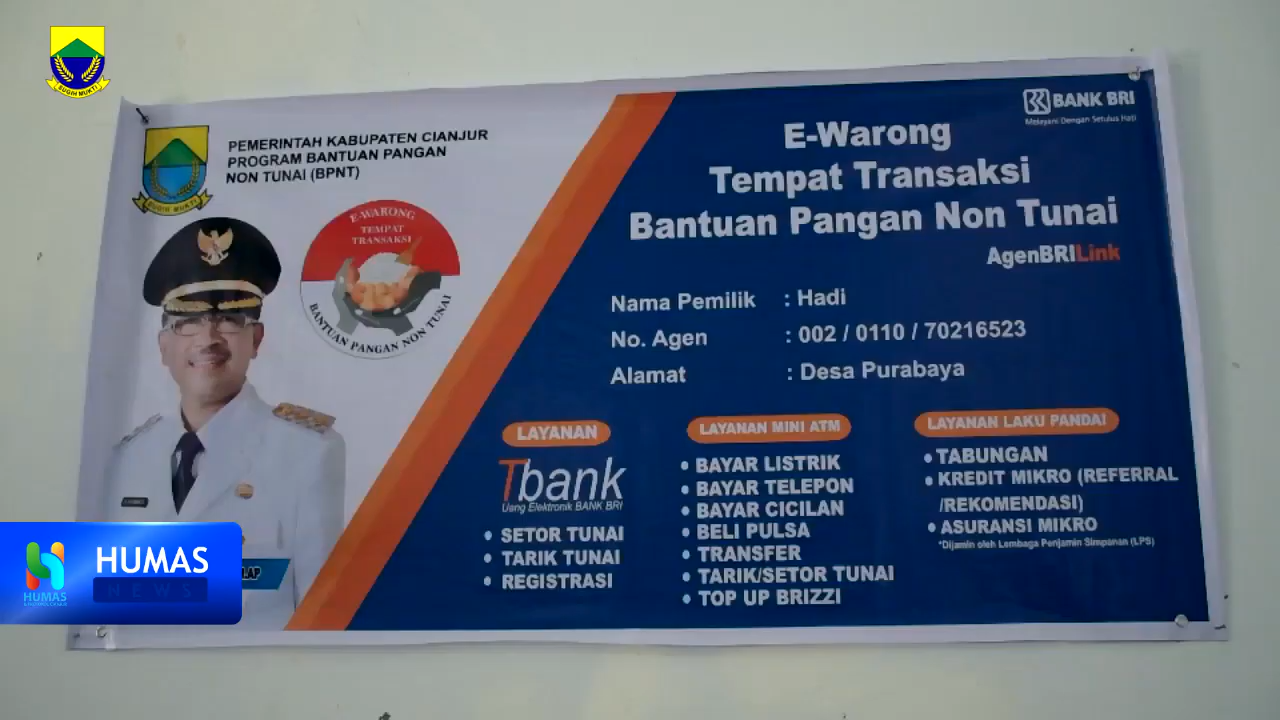 SUGIH MUKTI
PEMERINTAH KABUPATEN CIANJUR
PROGRAM BANTUAN PANGAN
NON TUNAI (BPNT)
SUGIH MUKTI
E-WARONG
TEMPAT
TRANSAKSI
BANTUAN PANGAN NON TUNAI
BANK BRI
Melayani Dengan Setulus Hati
E-Warong
Tempat Transaksi
Bantuan Pangan Non Tunai
AgenBRILink
Nama Pemilik : Hadi
No. Agen : 002 / 0110 / 70216523
Alamat : Desa Purabaya
LAYANAN
Tbank
Uang Elektronik BANK BRI
• SETOR TUNAI
• TARIK TUNAI
• REGISTRASI
LAYANAN MINI ATM
• BAYAR LISTRIK
• BAYAR TELEPON
• BAYAR CICILAN
• BELI PULSA
• TRANSFER
• TARIK/SETOR TUNAI
• TOP UP BRIZZI
LAYANAN LAKU PANDAI
• TABUNGAN
• KREDIT MIKRO (REFERRAL
/REKOMENDASI)
• ASURANSI MIKRO
*Dijamin oleh Lembaga Penjamin Simpanan (LPS)
HUMAS
HUMAS
NEWS